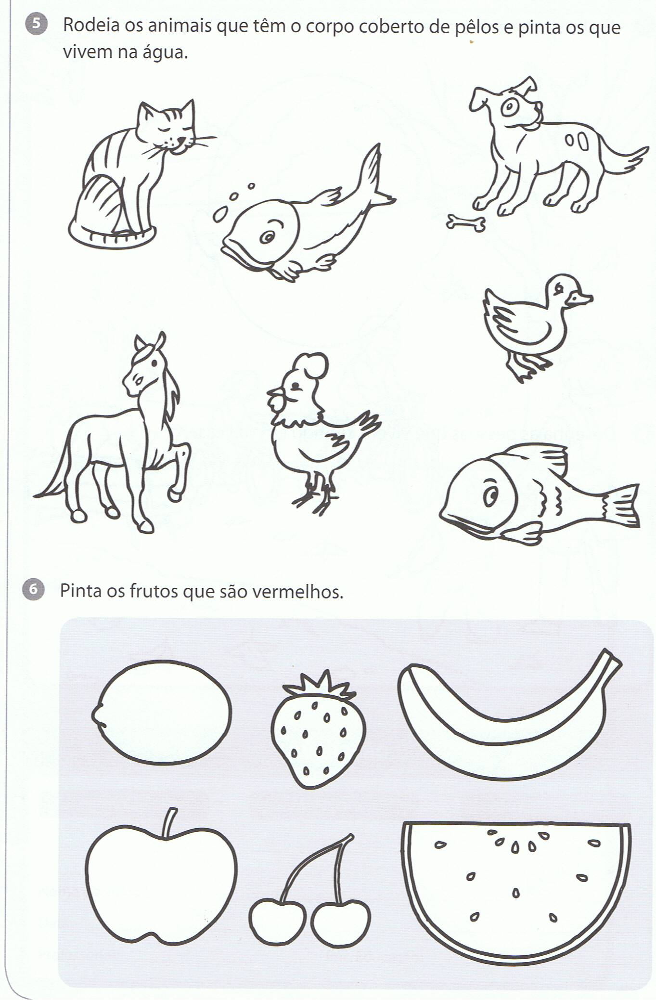 5 Rodeia os animais que têm o corpo coberto de pêlos e pinta os que
vivem na água.
6 Pinta os frutos que são vermelhos.